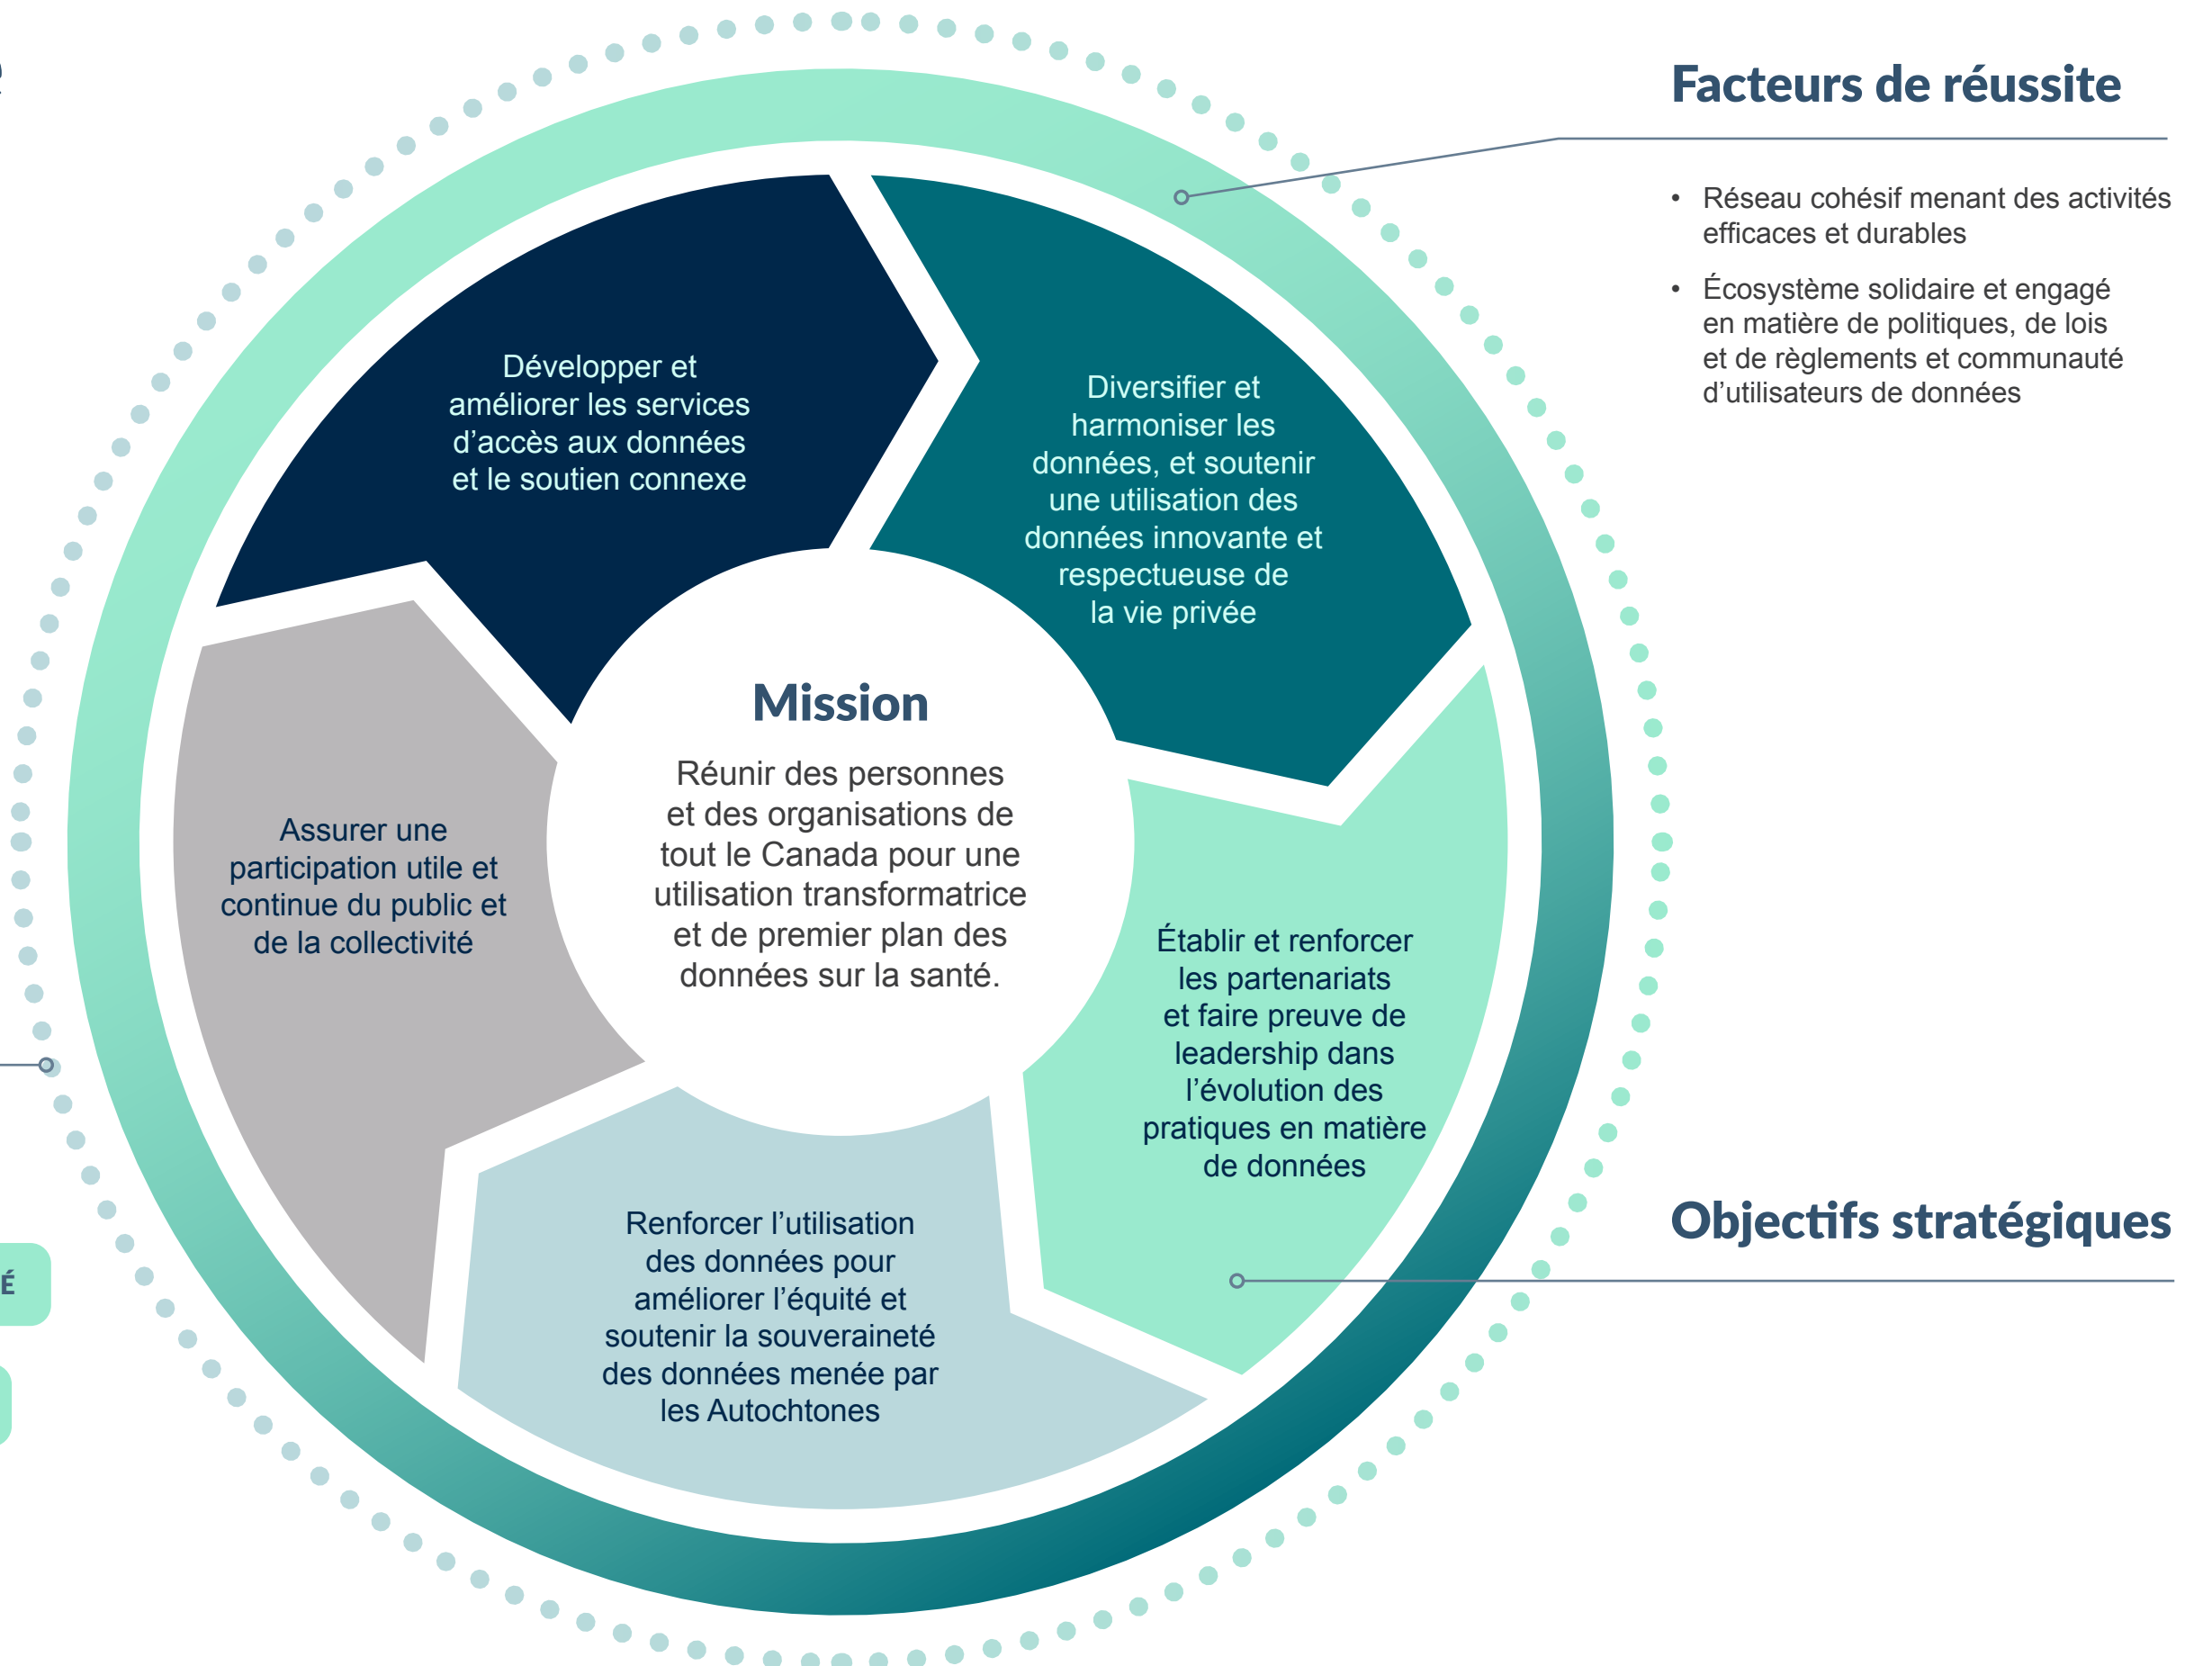 Facteurs de réussite
• Réseau cohésif menant des activités
efficaces et durables
• Écosystème solidaire et engagé
en matière de politiques, de lois
et de règlements et communauté
d’utilisateurs de données
Développer et
améliorer les services
d’accès aux données
et le soutien connexe
Diversifier et
harmoniser les
données, et soutenir
une utilisation des
données innovante et
respectueuse de
la vie privée
Mission
Réunir des personnes
et des organisations de
tout le Canada pour une
utilisation transformatrice
et de premier plan des
données sur la santé.
Assurer une
participation utile et
continue du public et
de la collectivité
Établir et renforcer
les partenariats
et faire preuve de
leadership dans
l’évolution des
pratiques en matière
de données
Renforcer l’utilisation
des données pour
améliorer l’équité et
soutenir la souveraineté
des données menée par
les Autochtones
Objectifs stratégiques
É